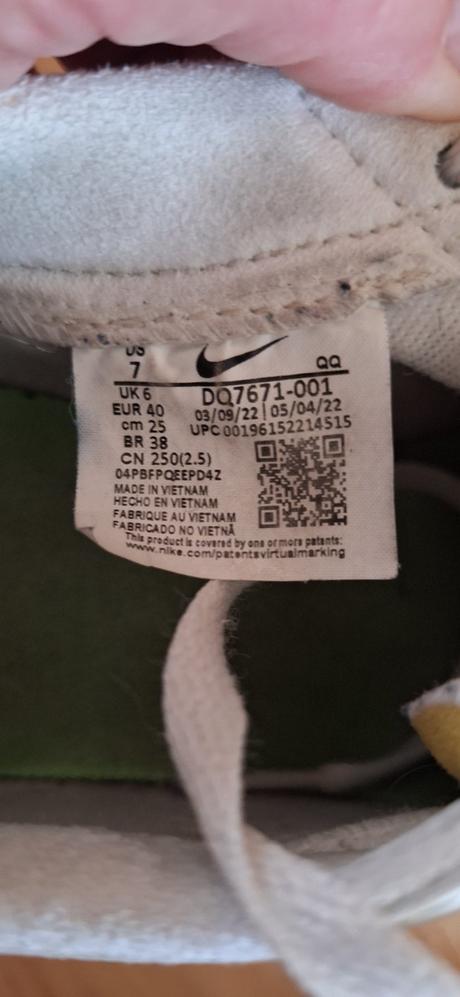 US
7
QQ
UK 6
DQ7671-001
EUR 40
03/09/22 | 05/04/22
cm 25
UPC 00196152214515
BR 38
CN 250(2.5)
04PBFPQEEPD4Z
MADE IN VIETNAM
HECHO EN VIETNAM
FABRIQUE AU VIETNAM
FABRICADO NO VIETNÃ
This product is covered by one or more patents:
www.nike.com/patentsvirtualmarking